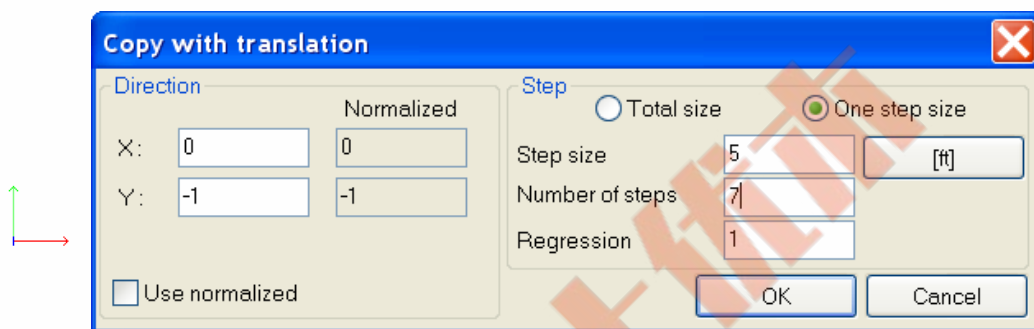 Copy with translation
Direction
Normalized
X: 0 0
Y: -1 -1
Use normalized
Step
Total size One step size
Step size 5 [ft]
Number of steps 7
Regression 1
OK Cancel